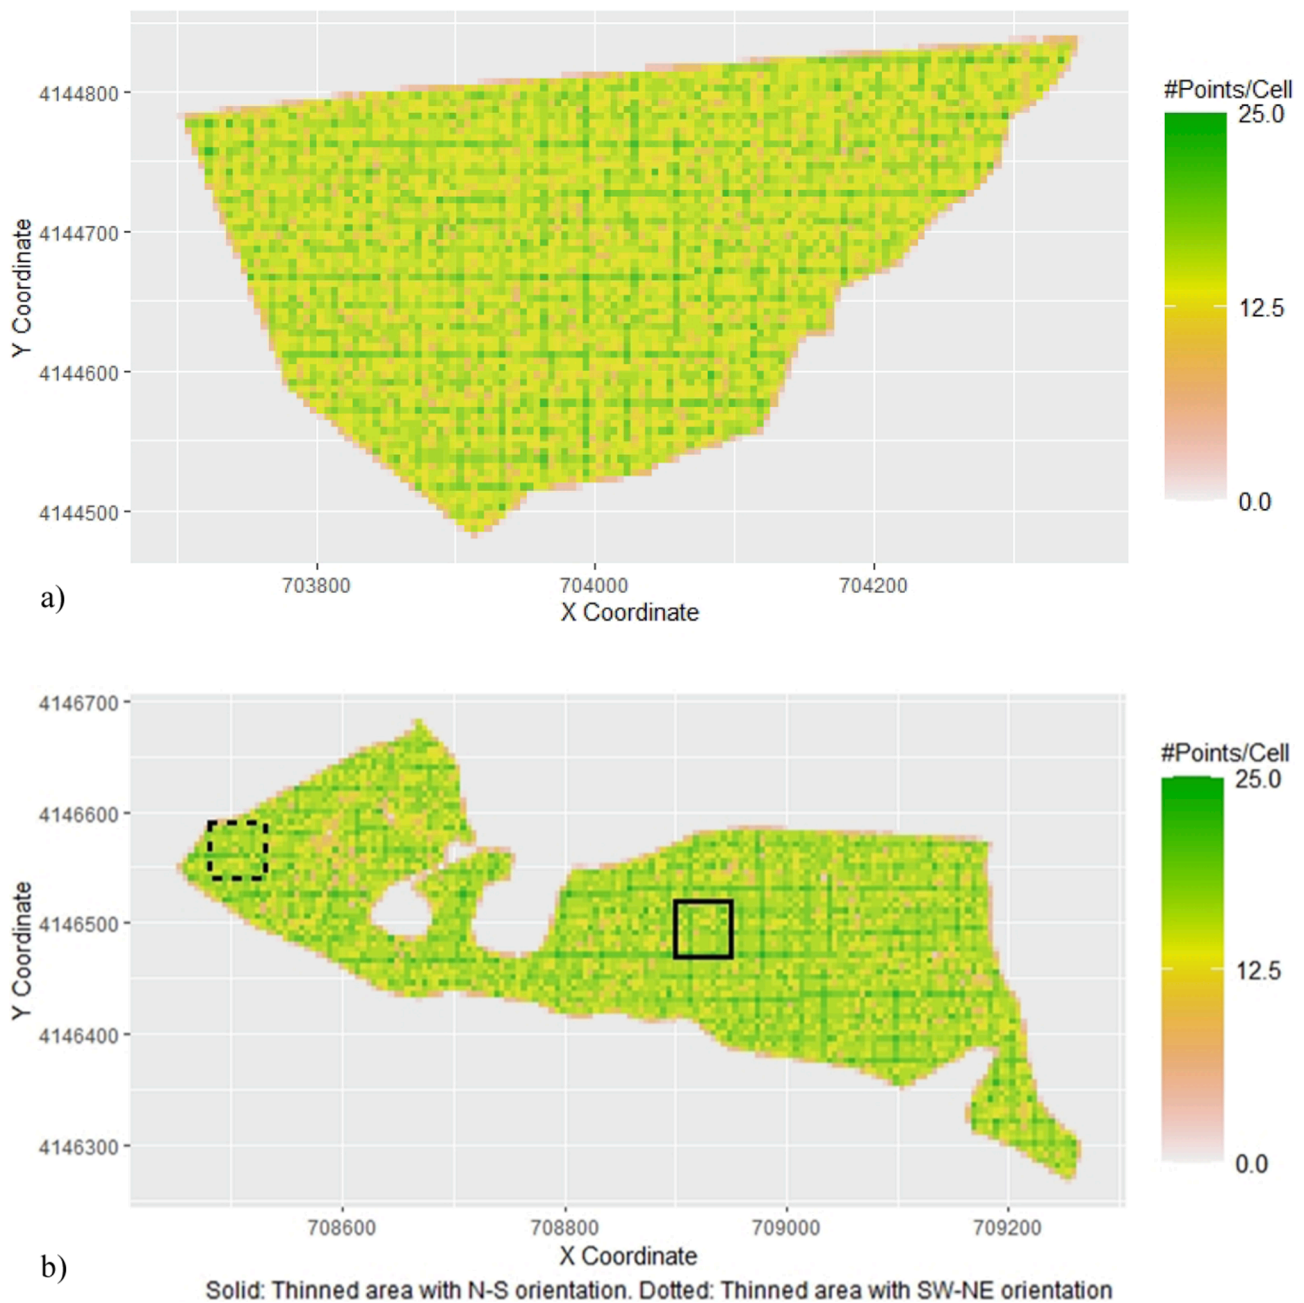 #Points/Cell
25.0
12.5
0.0
4144800
4144700
4144600
4144500
Y Coordinate
703800 704000 704200
X Coordinate
a)
4146700
4146600
4146500
4146400
4146300
Y Coordinate
#Points/Cell
25.0
12.5
0.0
708600 708800 709000 709200
X Coordinate
b)
Solid: Thinned area with N-S orientation. Dotted: Thinned area with SW-NE orientation